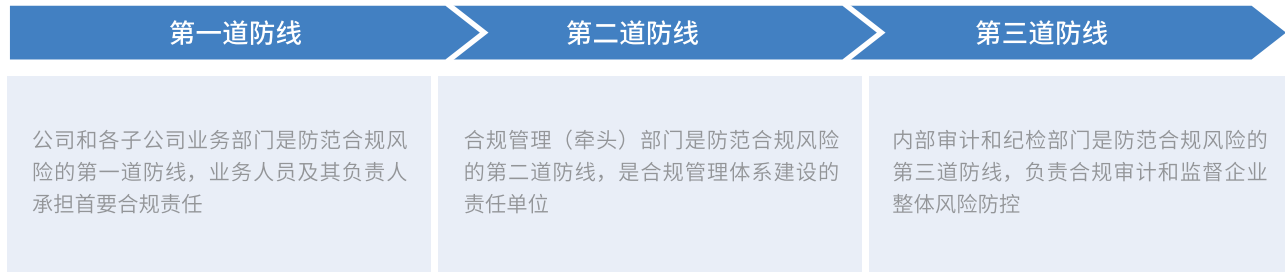 第一道防线
第二道防线
第三道防线
公司和各子公司业务部门是防范合规风
险的第一道防线，业务人员及其负责人
承担首要合规责任
合规管理（牵头）部门是防范合规风险
的第二道防线，是合规管理体系建设的
责任单位
内部审计和纪检部门是防范合规风险的
第三道防线，负责合规审计和监督企业
整体风险防控